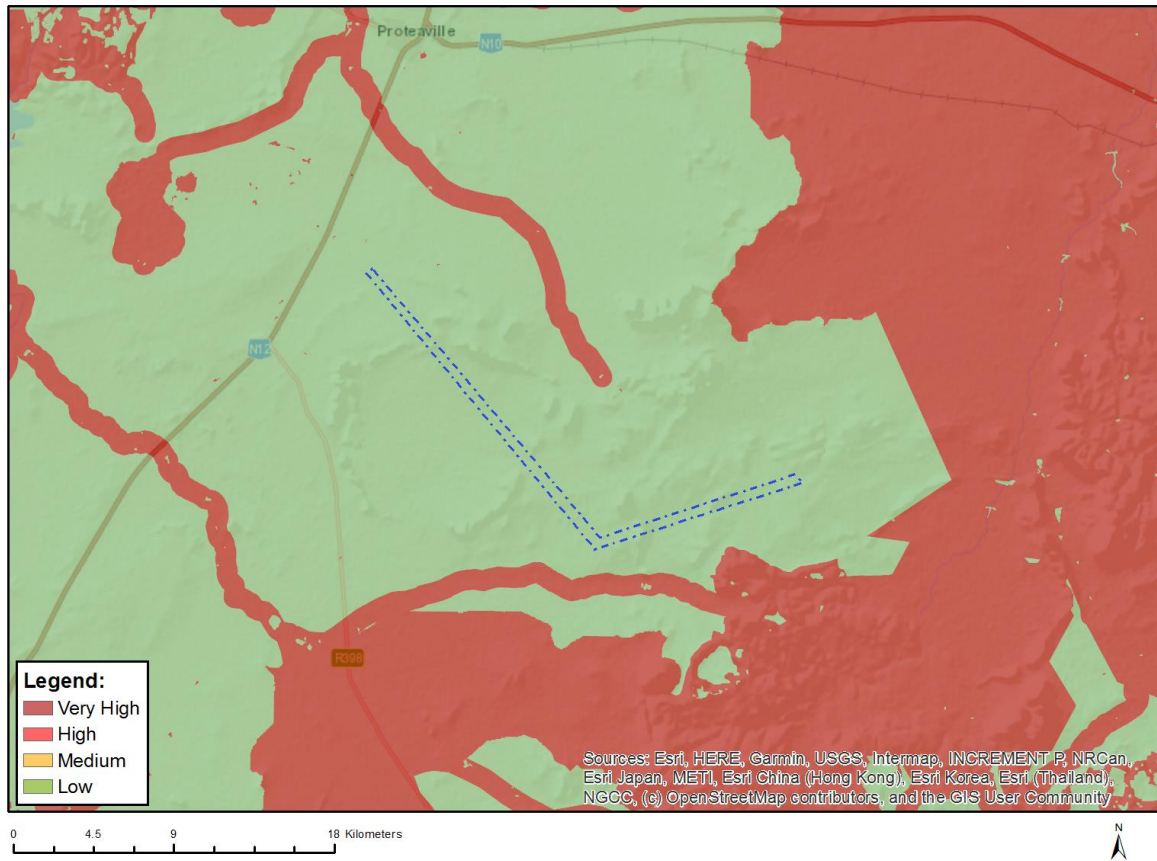 Proteaville
N10
N12
R398
Legend:
Very High
High
Medium
Low
Sources: Esri, HERE, Garmin, USGS, Intermap, INCREMENT P, NRCan,
Esri Japan, METI, Esri China (Hong Kong), Esri Korea, Esri (Thailand),
NGCC, (c) OpenStreetMap contributors, and the GIS User Community
0 4.5 9 18 Kilometers
N